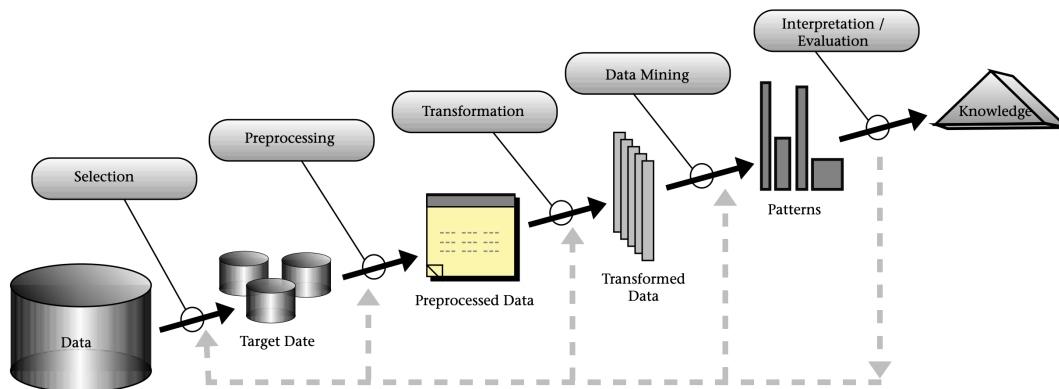 Interpretation /
Evaluation
Data Mining
Transformation
Preprocessing
Selection
Knowledge
Patterns
Transformed
Data
Preprocessed Data
Target Date
Data